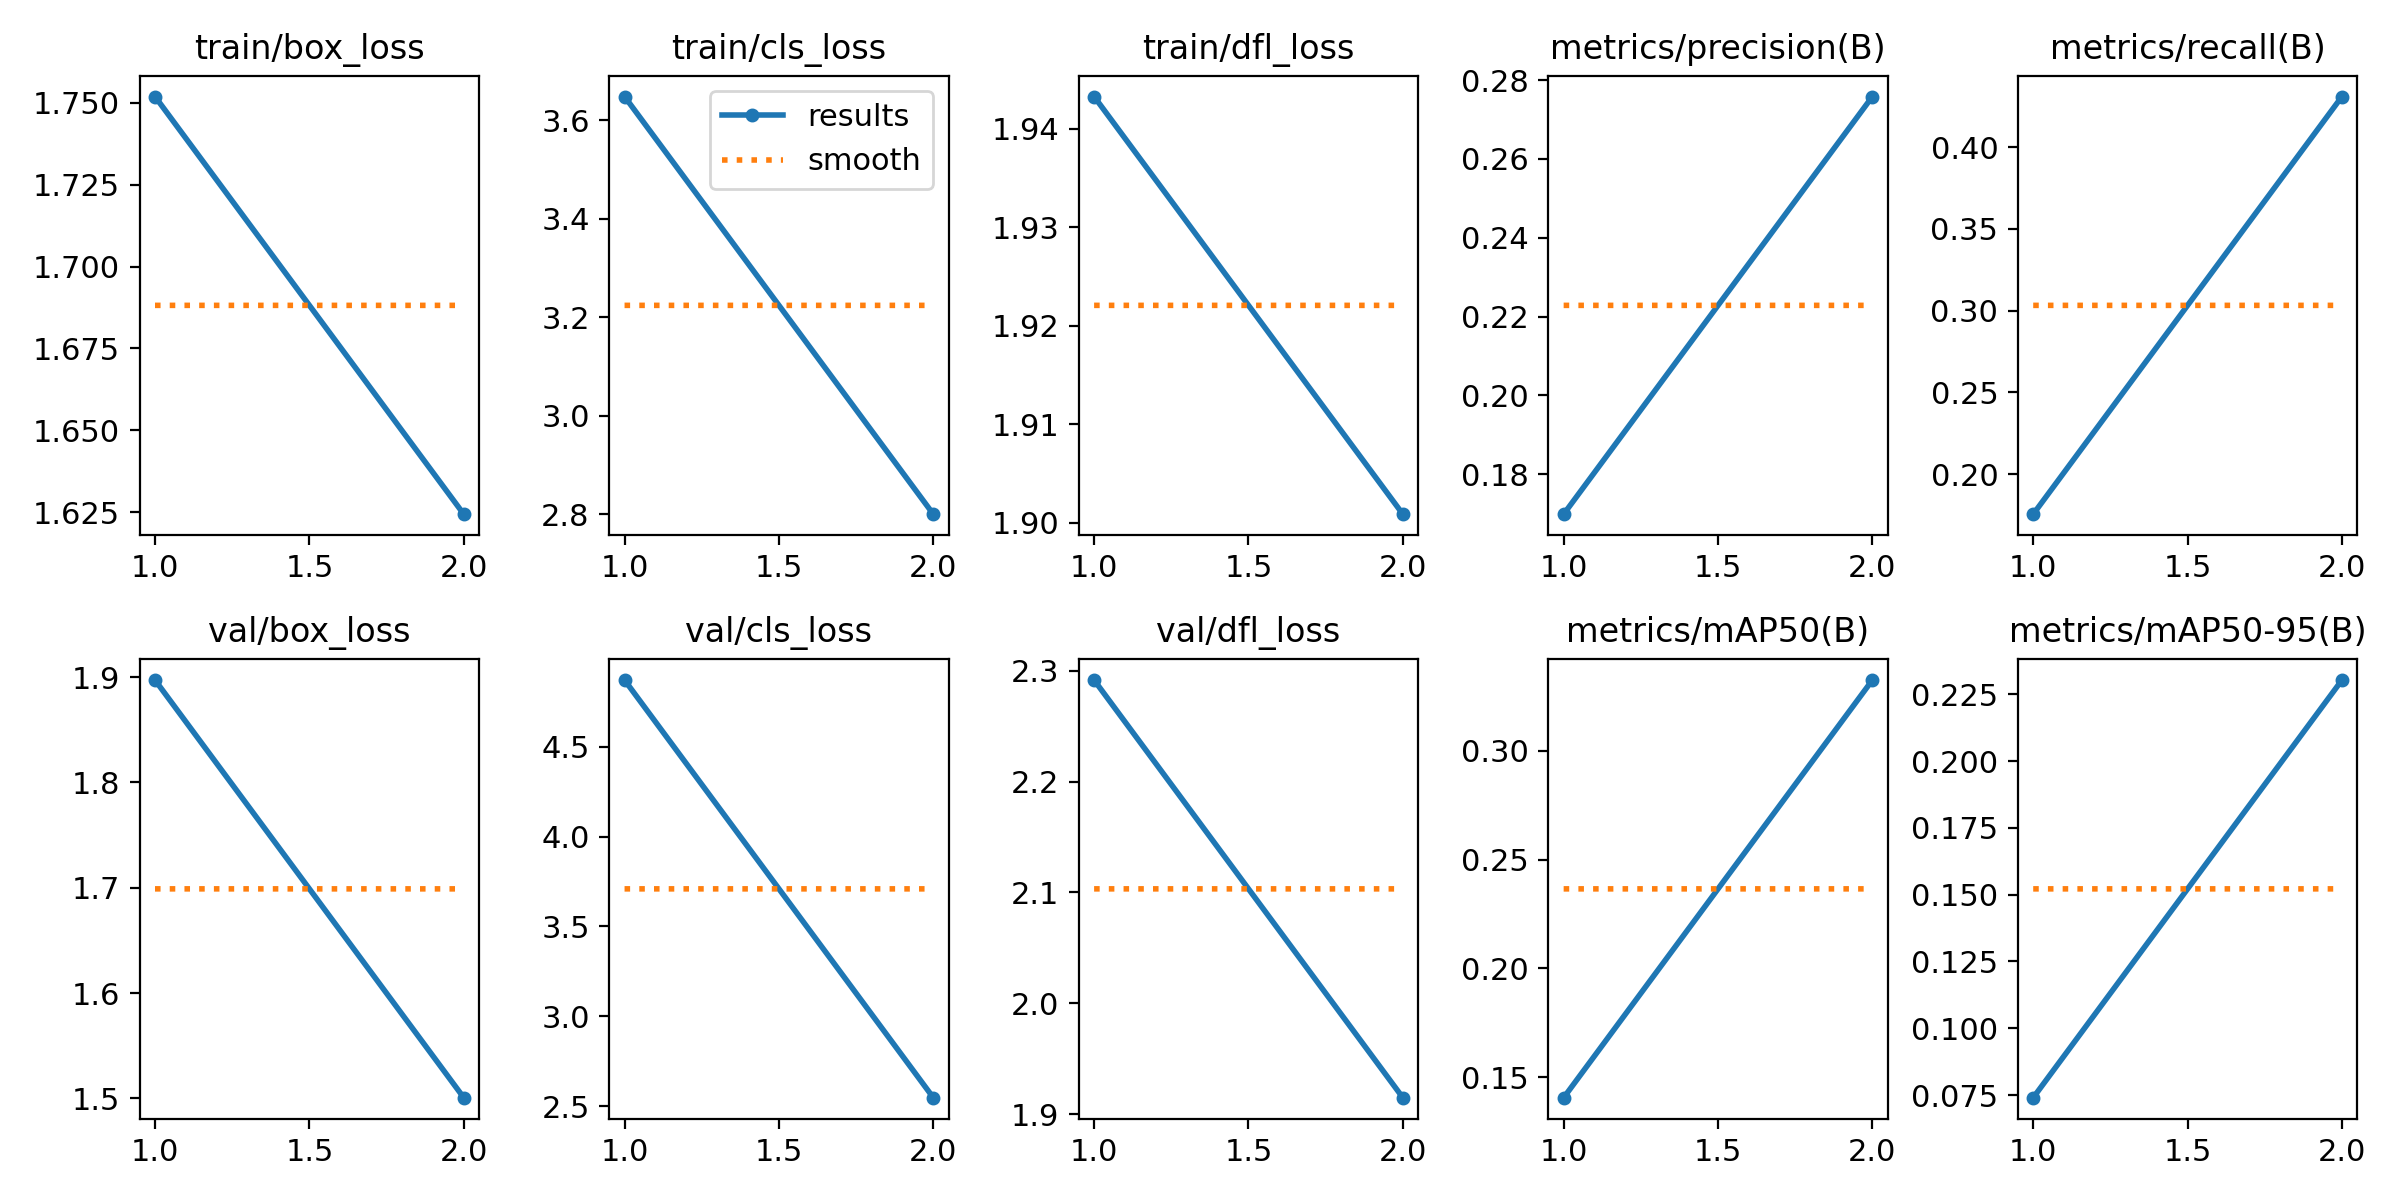 train/box_loss
1.750
1.725
1.700
1.675
1.650
1.625
1.0 1.5 2.0
train/cls_loss
results
smooth
3.6
3.4
3.2
3.0
2.8
1.0 1.5 2.0
train/dfl_loss
1.94
1.93
1.92
1.91
1.90
1.0 1.5 2.0
metrics/precision(B)
0.28
0.26
0.24
0.22
0.20
0.18
1.0 1.5 2.0
metrics/recall(B)
0.40
0.35
0.30
0.25
0.20
1.0 1.5 2.0
val/box_loss
1.9
1.8
1.7
1.6
1.5
1.0 1.5 2.0
val/cls_loss
4.5
4.0
3.5
3.0
2.5
1.0 1.5 2.0
val/dfl_loss
2.3
2.2
2.1
2.0
1.9
1.0 1.5 2.0
metrics/mAP50(B)
0.30
0.25
0.20
0.15
1.0 1.5 2.0
metrics/mAP50-95(B)
0.225
0.200
0.175
0.150
0.125
0.100
0.075
1.0 1.5 2.0